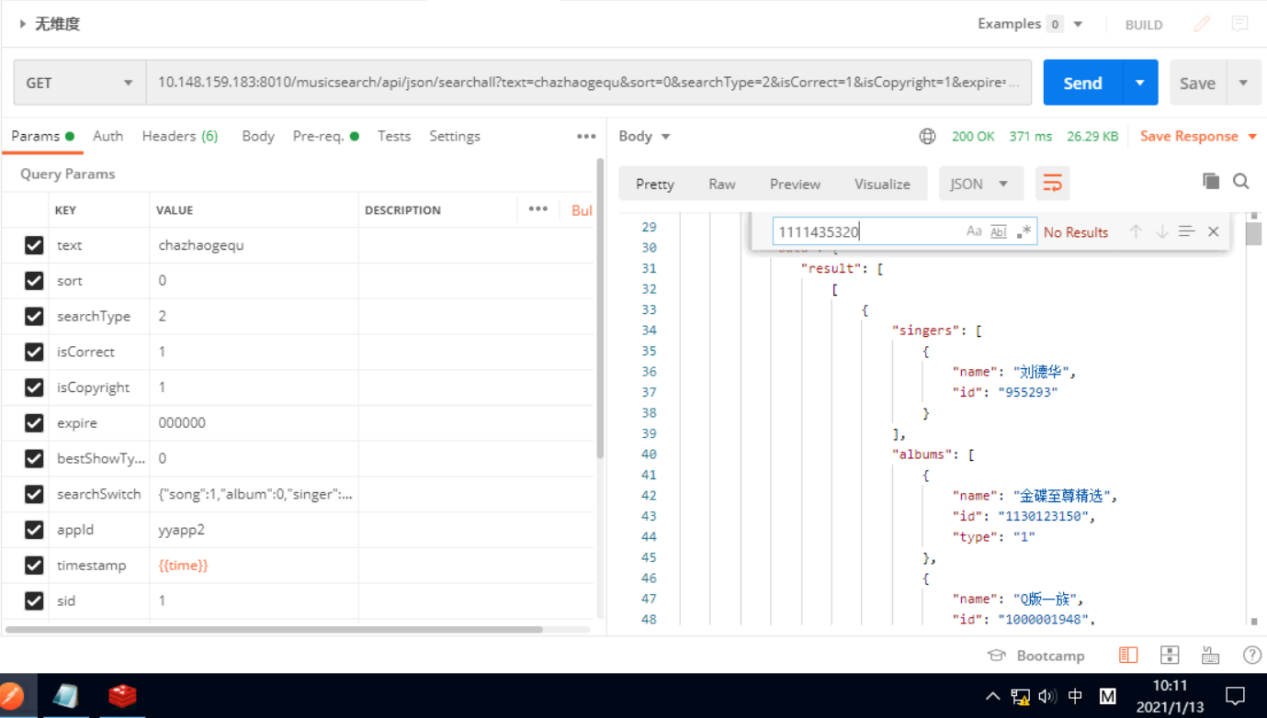 无维度
Examples 0
BUILD
GET
10.148.159.183:8010/musicsearch/api/json/searchall?text=chazhaogequ&sort=0&searchType=2&isCorrect=1&isCopyright=1&expire=...
Send
Save
Params
Auth
Headers (6)
Body
Pre-req.
Tests
Settings
•••
Query Params
KEY VALUE DESCRIPTION ••• Bul
text chazhaogequ
sort 0
searchType 2
isCorrect 1
isCopyright 1
expire 000000
bestShowTy... 0
searchSwitch {"song":1,"album":0,"singer":...
appId yyapp2
timestamp {{time}}
sid 1
Body
200 OK 371 ms 26.29 KB Save Response
Pretty Raw Preview Visualize JSON
1111435320 Aa Abl .* No Results
29
30
31 "result": [
32 [
33 {
34 "singers": [
35 {
36 "name": "刘德华",
37 "id": "955293"
38 }
39 ],
40 "albums": [
41 {
42 "name": "金碟至尊精选",
43 "id": "1130123150",
44 "type": "1"
45 },
46 {
47 "name": "Q版一族",
48 "id": "1000001948",
Bootcamp
中 M
10:11
2021/1/13